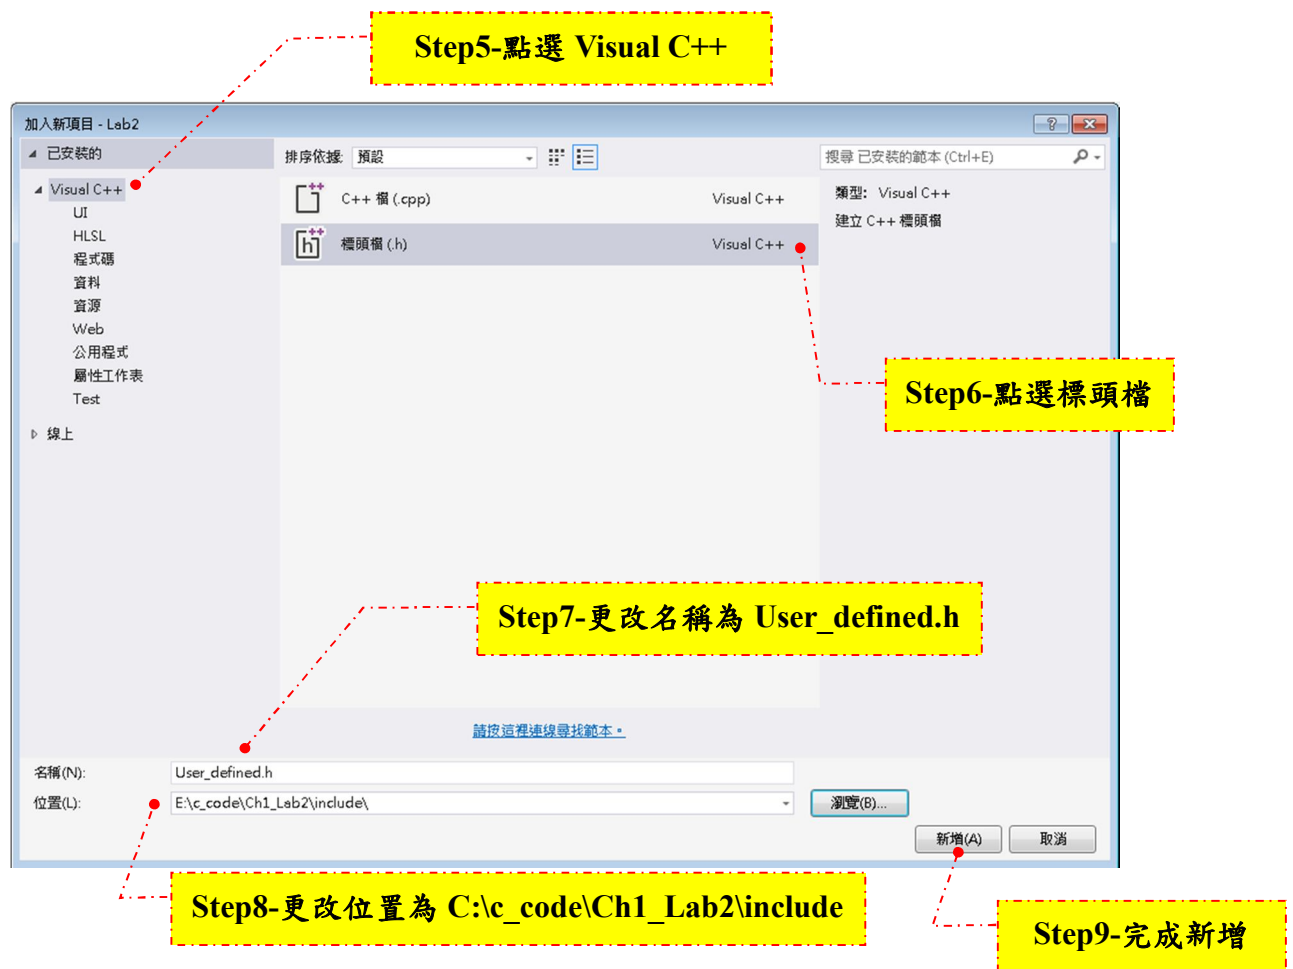 Step5-點選 Visual C++
加入新項目 - Lab2
已安裝的
排序依據: 預設
搜尋 已安裝的範本 (Ctrl+E)
Visual C++
UI
HLSL
程式碼
資料
資源
Web
公用程式
屬性工作表
Test
線上
C++ 檔 (.cpp) Visual C++
標頭檔 (.h) Visual C++
類型: Visual C++
建立 C++ 標頭檔
Step6-點選標頭檔
Step7-更改名稱為 User_defined.h
請按這裡連線尋找範本。
名稱(N): User_defined.h
位置(L): E:\c_code\Ch1_Lab2\include\
瀏覽(B)...
新增(A) 取消
Step8-更改位置為 C:\c_code\Ch1_Lab2\include
Step9-完成新增